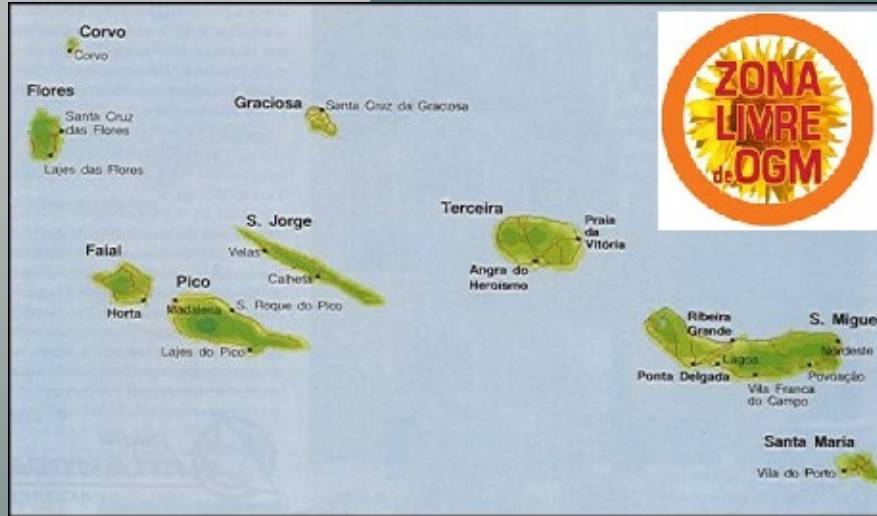 Corvo
Corvo
Flores
Santa Cruz
das Flores
Lajes das Flores
Graciosa
Santa Cruz da Graciosa
ZONA
LIVRE
de OGM
Terceira
Praia
da
Vitória
Angra do
Heroísmo
S. Jorge
Velas
Calheta
Faial
Horta
Pico
Madalena
S. Roque do Pico
Lajes do Pico
Ribeira
Grande
S. Migue
Nordeste
Lagoa
Ponta Delgada
Povoação
Vila Franca
do Campo
Santa Maria
Vila do Porto